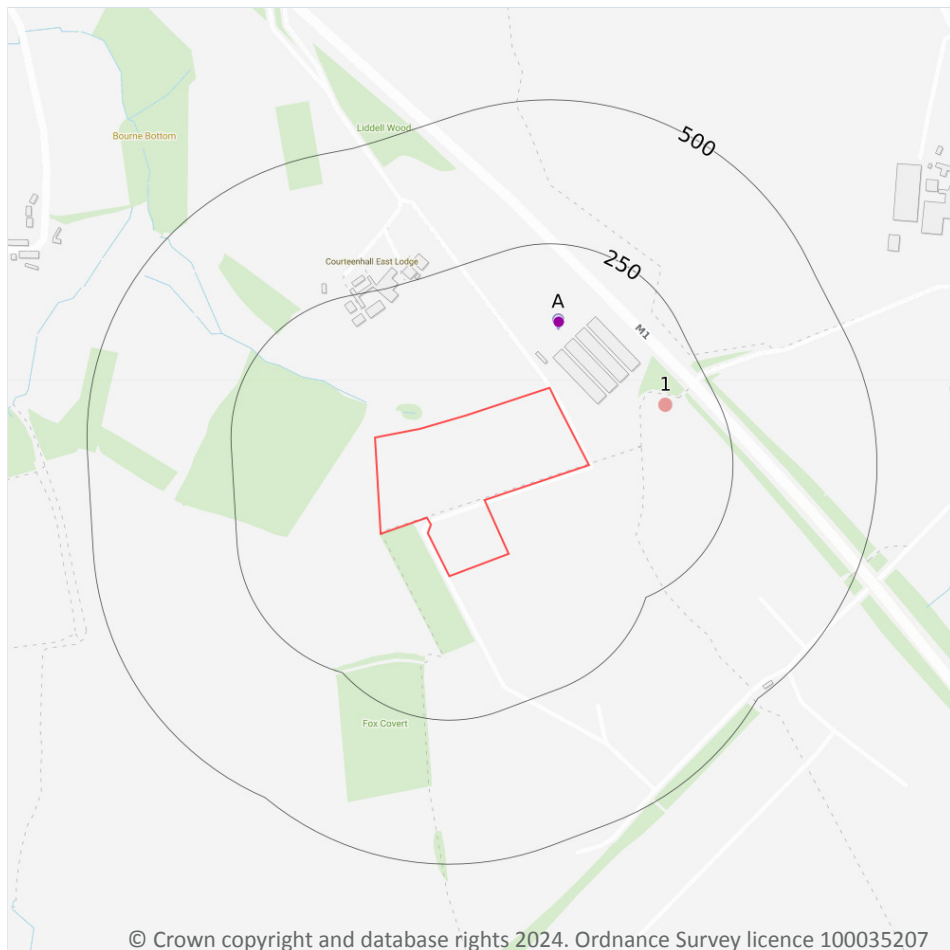 Liddell Wood
Bourne Bottom
500
Courteenhall East Lodge
250
A
M1
1
Fox Covert
© Crown copyright and database rights 2024. Ordnance Survey licence 100035207